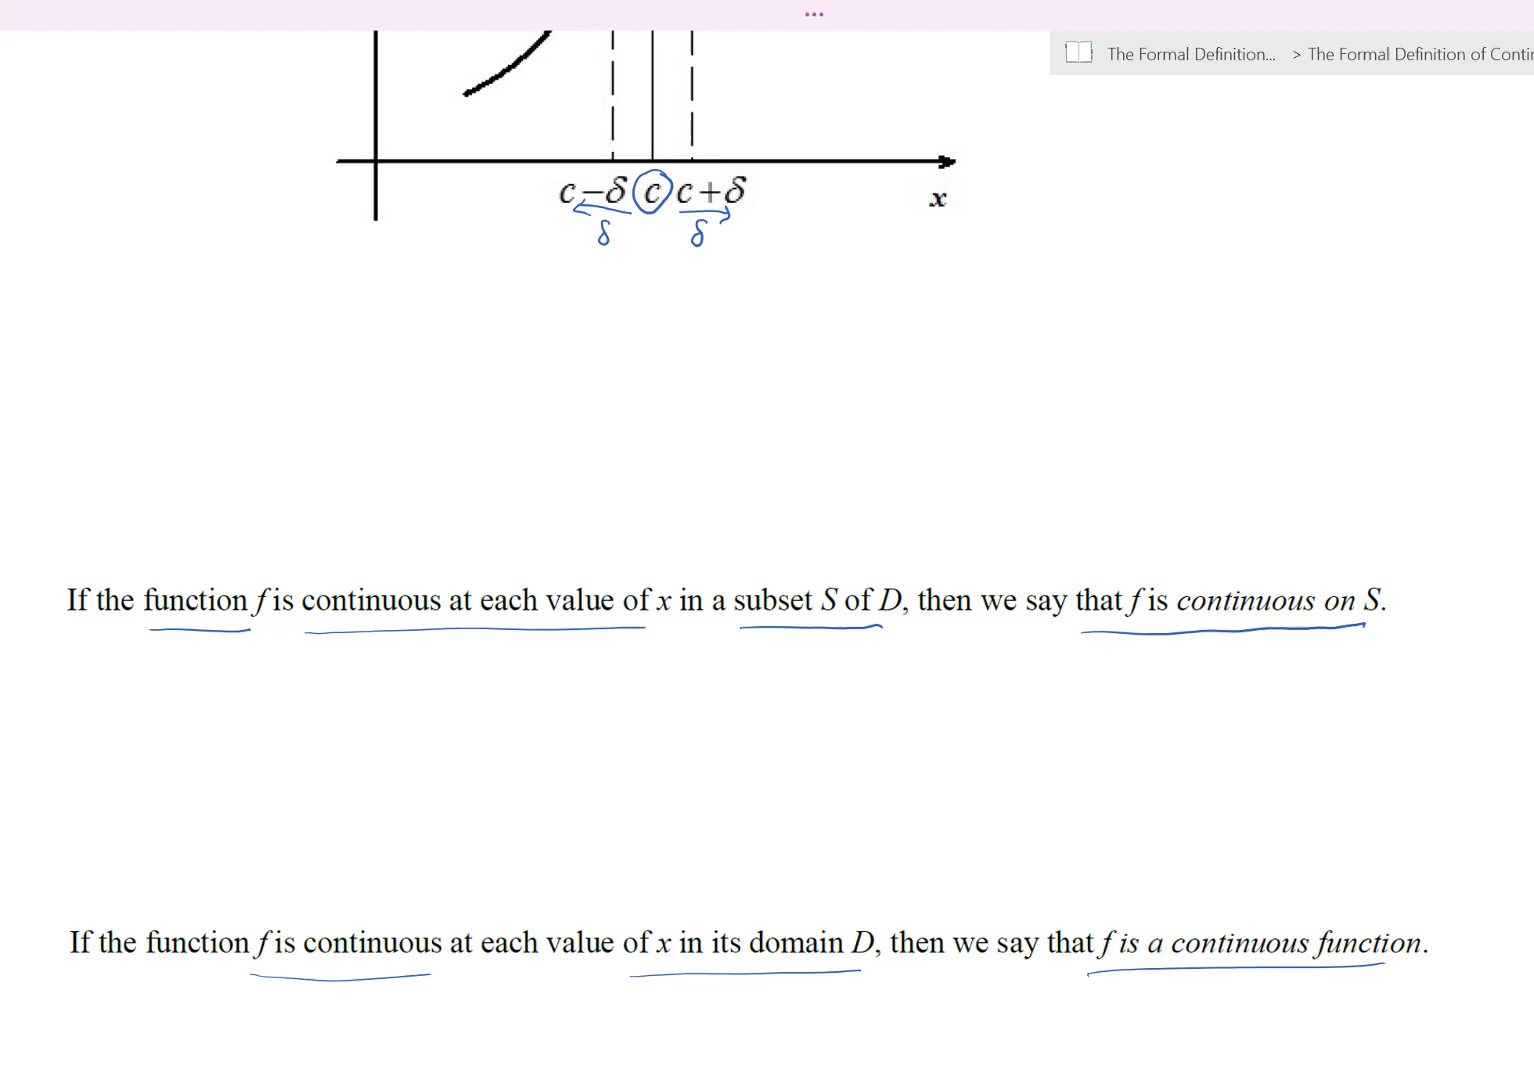 ...
The Formal Definition... > The Formal Definition of Contin
c−δ c c+δ
x
δ δ
If the function f is continuous at each value of x in a subset S of D, then we say that f is continuous on S.
If the function f is continuous at each value of x in its domain D, then we say that f is a continuous function.